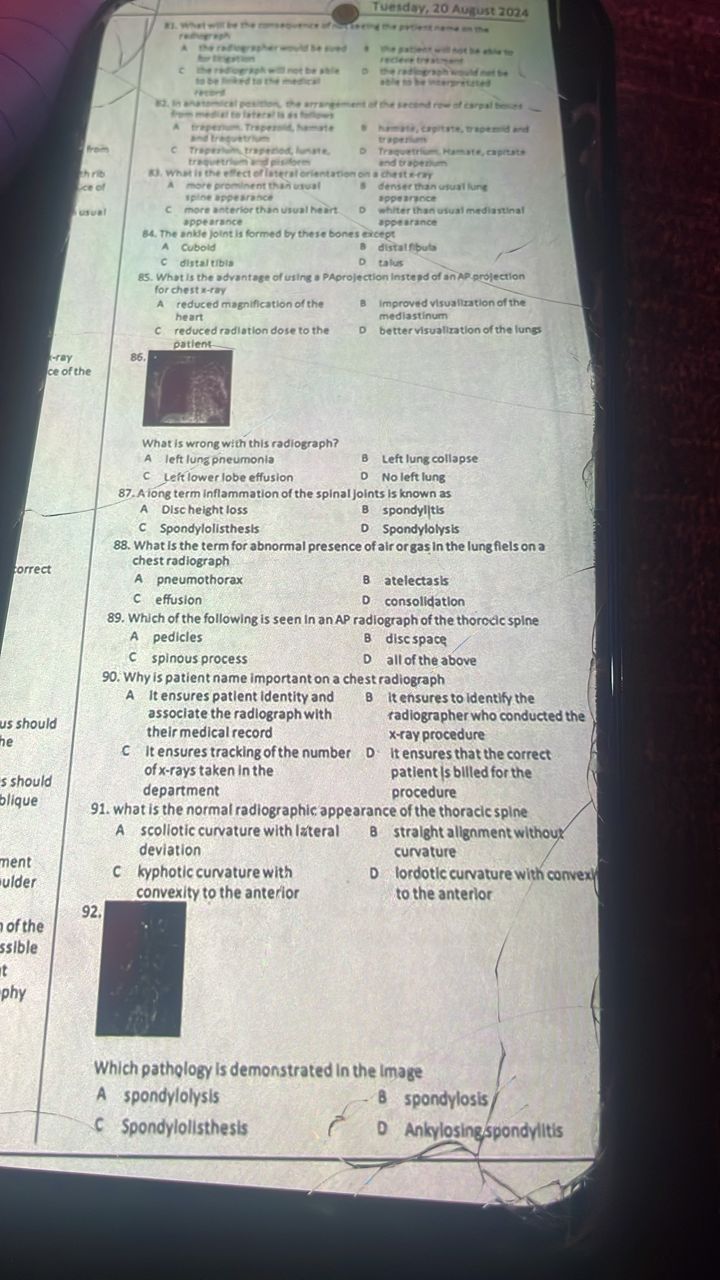 Tuesday, 20 August 2024
81. What will be the consequence of not seeing the patient name on the
radiograph
A the radiographer would be sued B the patient will not be able to
for litigation recieve treatment
C the radiograph will not be able D the radiograph would not be
to be linked to the medical able to be interpretated
record
82. In anatomical position, the arrangement of the second row of carpal bones
from medial to lateral is as follows
A trapezium, Trapezoid, hamate B hamate, capitate, trapezoid and
and traquetrium trapezium
C Trapezium, trapeziod, lunate, D Traquetrium, Hamate, capitate
traquetrium and pisiform and trapezium
83. What is the effect of lateral orientation on a chest x-ray
A more prominent than usual B denser than usual lung
spine appearance appearance
C more anterior than usual heart D whiter than usual mediastinal
appearance appearance
84. The ankle joint is formed by these bones except
A Cuboid B distal fibula
C distal tibia D talus
85. What is the advantage of using a PAprojection instead of an AP projection
for chest x-ray
A reduced magnification of the B improved visualization of the
heart mediastinum
C reduced radiation dose to the D better visualization of the lungs
patient
86.
What is wrong with this radiograph?
A left lung pneumonia B Left lung collapse
C Left lower lobe effusion D No left lung
87. A long term inflammation of the spinal joints is known as
A Disc height loss B spondylitis
C Spondylolisthesis D Spondylolysis
88. What is the term for abnormal presence of air or gas in the lung fiels on a
chest radiograph
A pneumothorax B atelectasis
C effusion D consolidation
89. Which of the following is seen in an AP radiograph of the thorocic spine
A pedicles B disc space
C spinous process D all of the above
90. Why is patient name important on a chest radiograph
A It ensures patient identity and B it ensures to identify the
associate the radiograph with radiographer who conducted the
their medical record x-ray procedure
C It ensures tracking of the number D it ensures that the correct
of x-rays taken in the patient is billed for the
department procedure
91. what is the normal radiographic appearance of the thoracic spine
A scoliotic curvature with lateral B straight alignment without
deviation curvature
C kyphotic curvature with D lordotic curvature with convexi
convexity to the anterior to the anterior
92.
Which pathology is demonstrated in the image
A spondylolysis B spondylosis
C Spondylolisthesis D Ankylosing spondylitis
from
th rib
ce of
usual
x-ray
ce of the
correct
us should
he
s should
blique
ment
oulder
n of the
ssible
t
phy